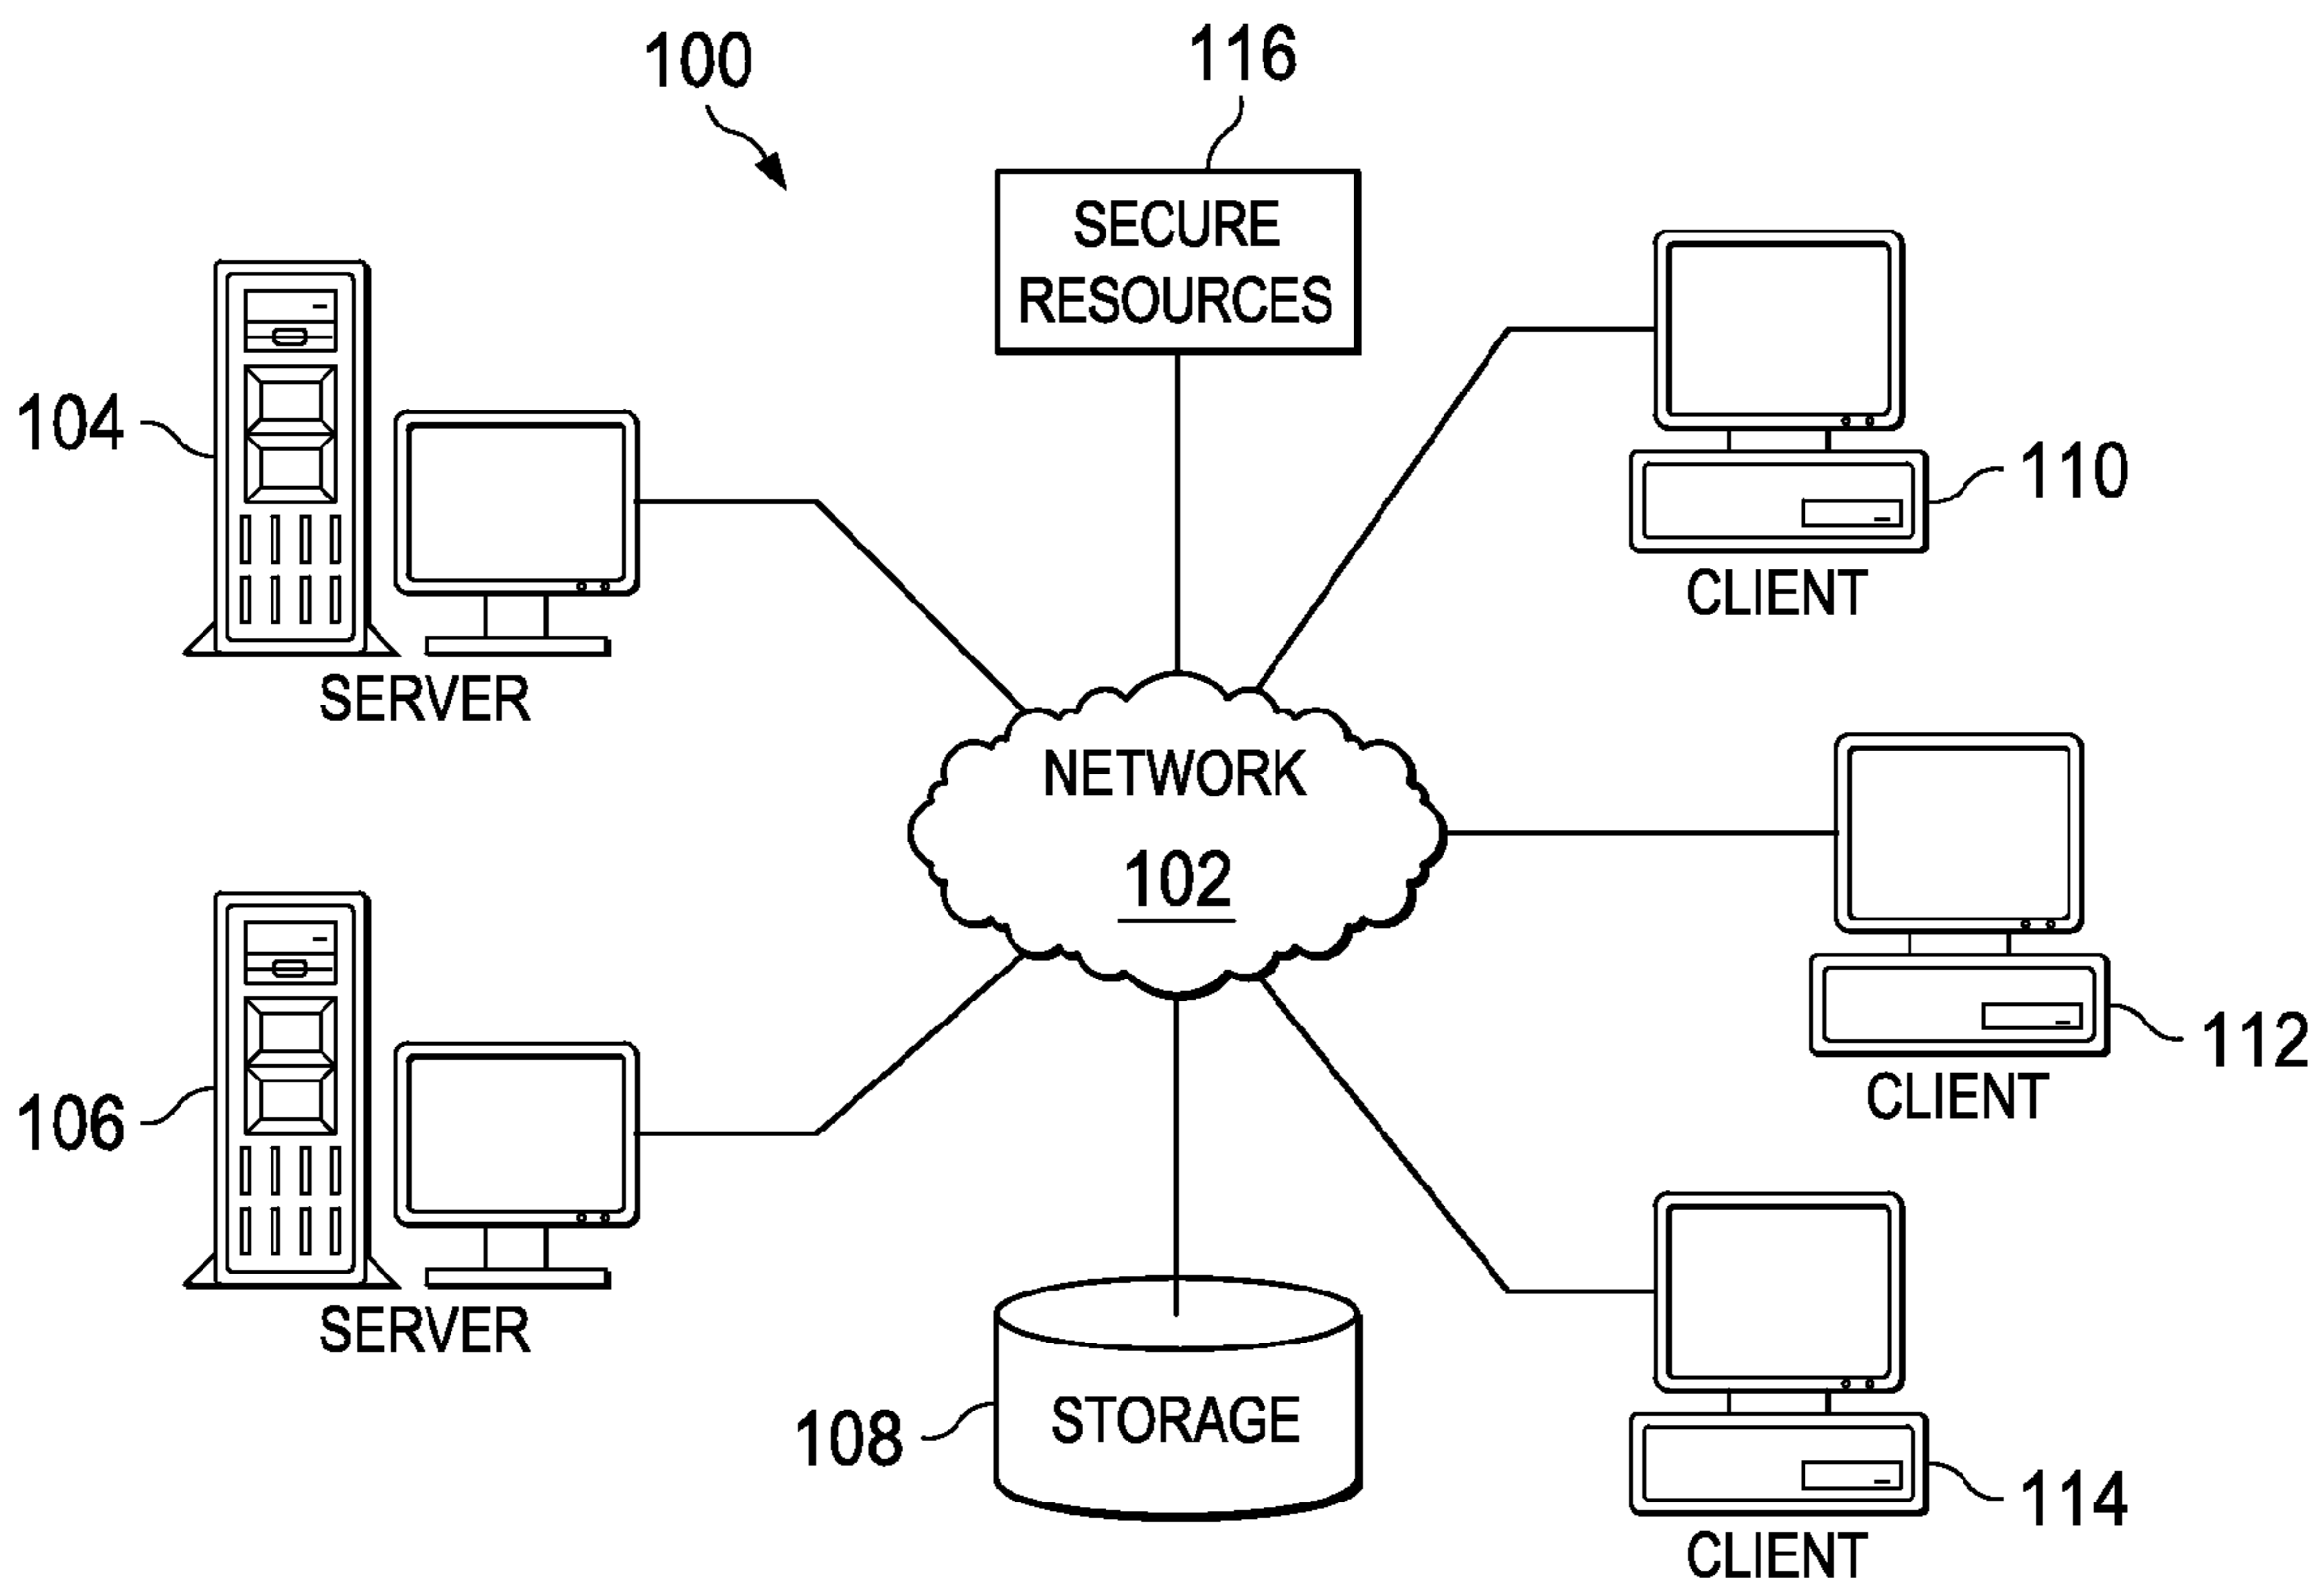 100
116
SECURE
RESOURCES
104
SERVER
110
CLIENT
NETWORK
102
112
CLIENT
106
SERVER
108
STORAGE
114
CLIENT